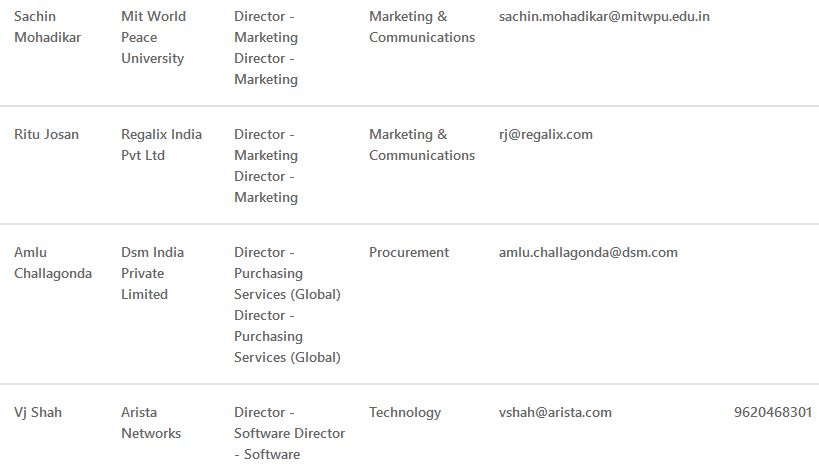 Sachin Mohadikar
Mit World Peace University
Director - Marketing Director - Marketing
Marketing & Communications
sachin.mohadikar@mitwpu.edu.in
Ritu Josan
Regalix India Pvt Ltd
Director - Marketing Director - Marketing
Marketing & Communications
rj@regalix.com
Amlu Challagonda
Dsm India Private Limited
Director - Purchasing Services (Global) Director - Purchasing Services (Global)
Procurement
amlu.challagonda@dsm.com
Vj Shah
Arista Networks
Director - Software Director - Software
Technology
vshah@arista.com
9620468301